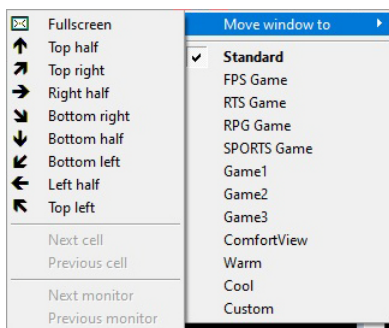 Fullscreen
Top half
Top right
Right half
Bottom right
Bottom half
Bottom left
Left half
Top left
Next cell
Previous cell
Next monitor
Previous monitor
Move window to
Standard
FPS Game
RTS Game
RPG Game
SPORTS Game
Game1
Game2
Game3
ComfortView
Warm
Cool
Custom